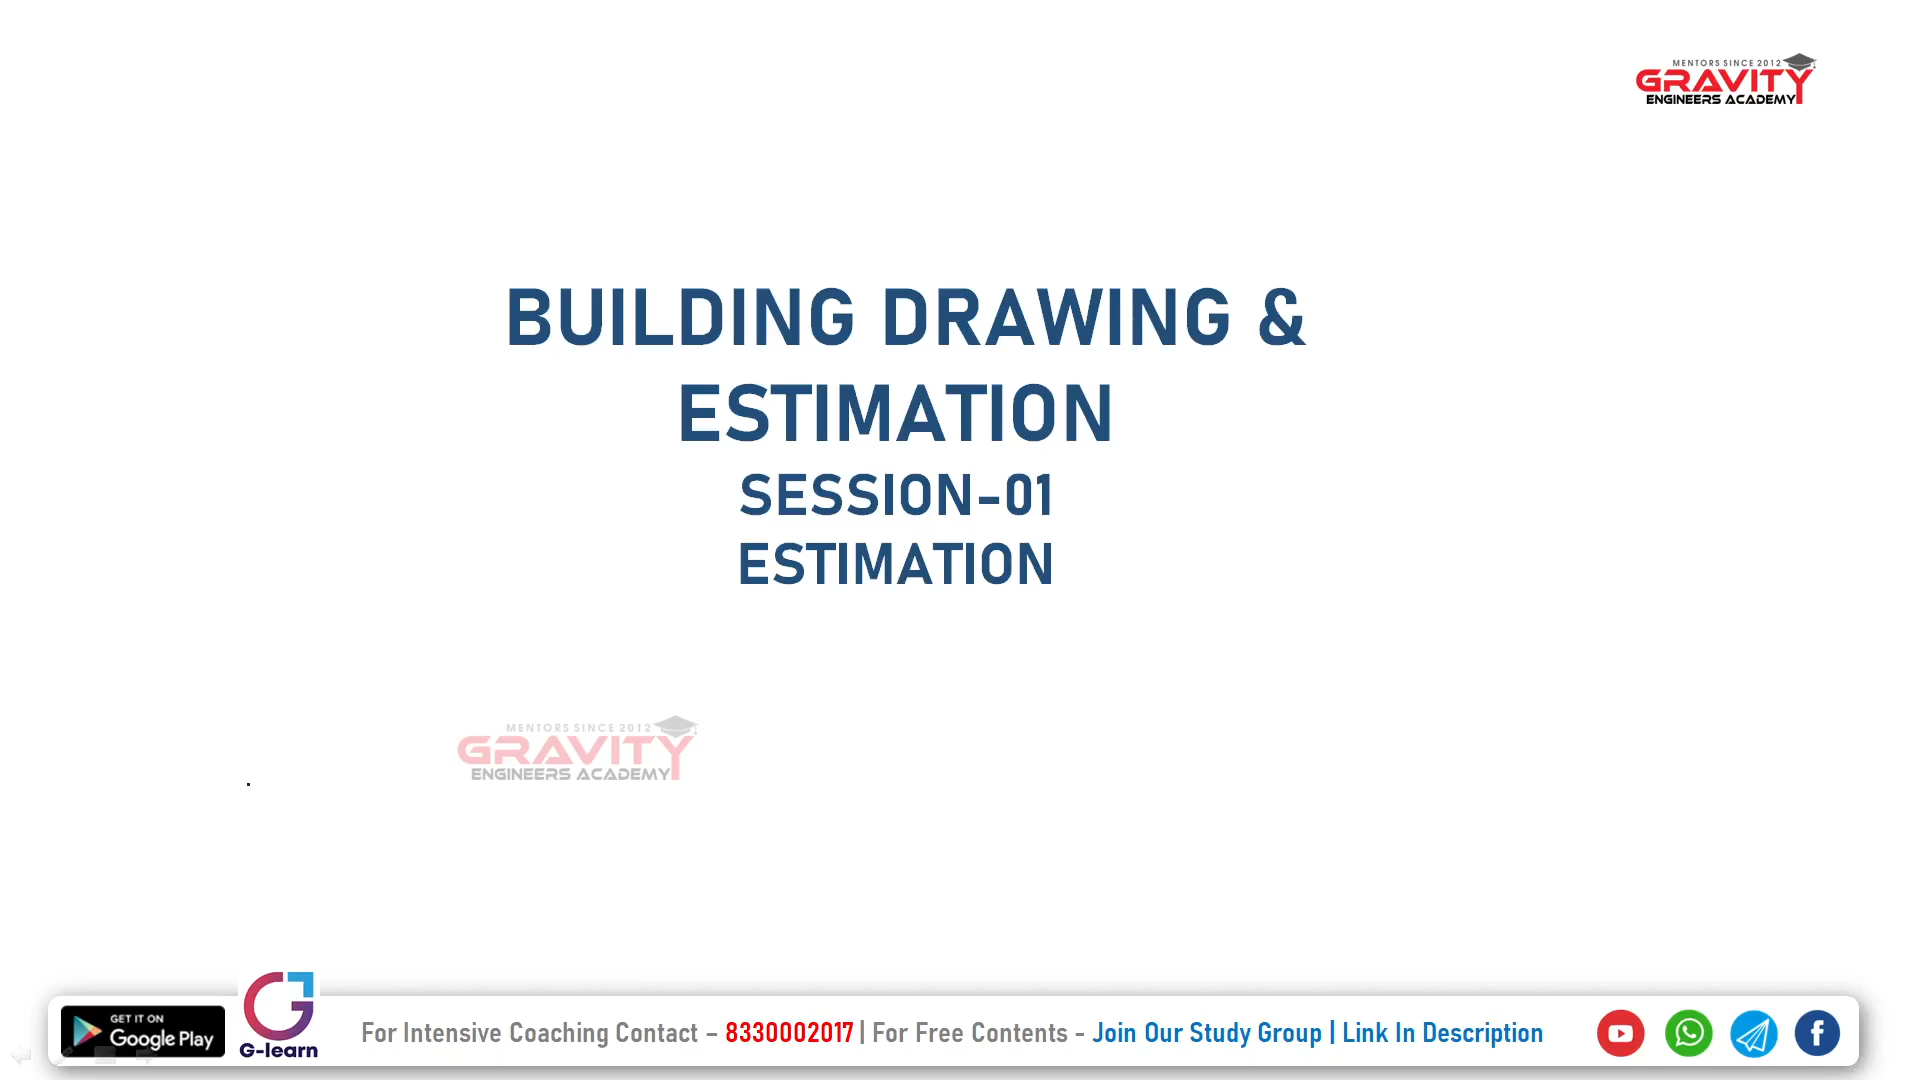 MENTORS SINCE 2012
GRAVITY
ENGINEERS ACADEMY
BUILDING DRAWING &
ESTIMATION
SESSION-01
ESTIMATION
MENTORS SINCE 2012
GRAVITY
ENGINEERS ACADEMY
.
GET IT ON
Google Play
G-learn
For Intensive Coaching Contact – 8330002017 | For Free Contents - Join Our Study Group | Link In Description